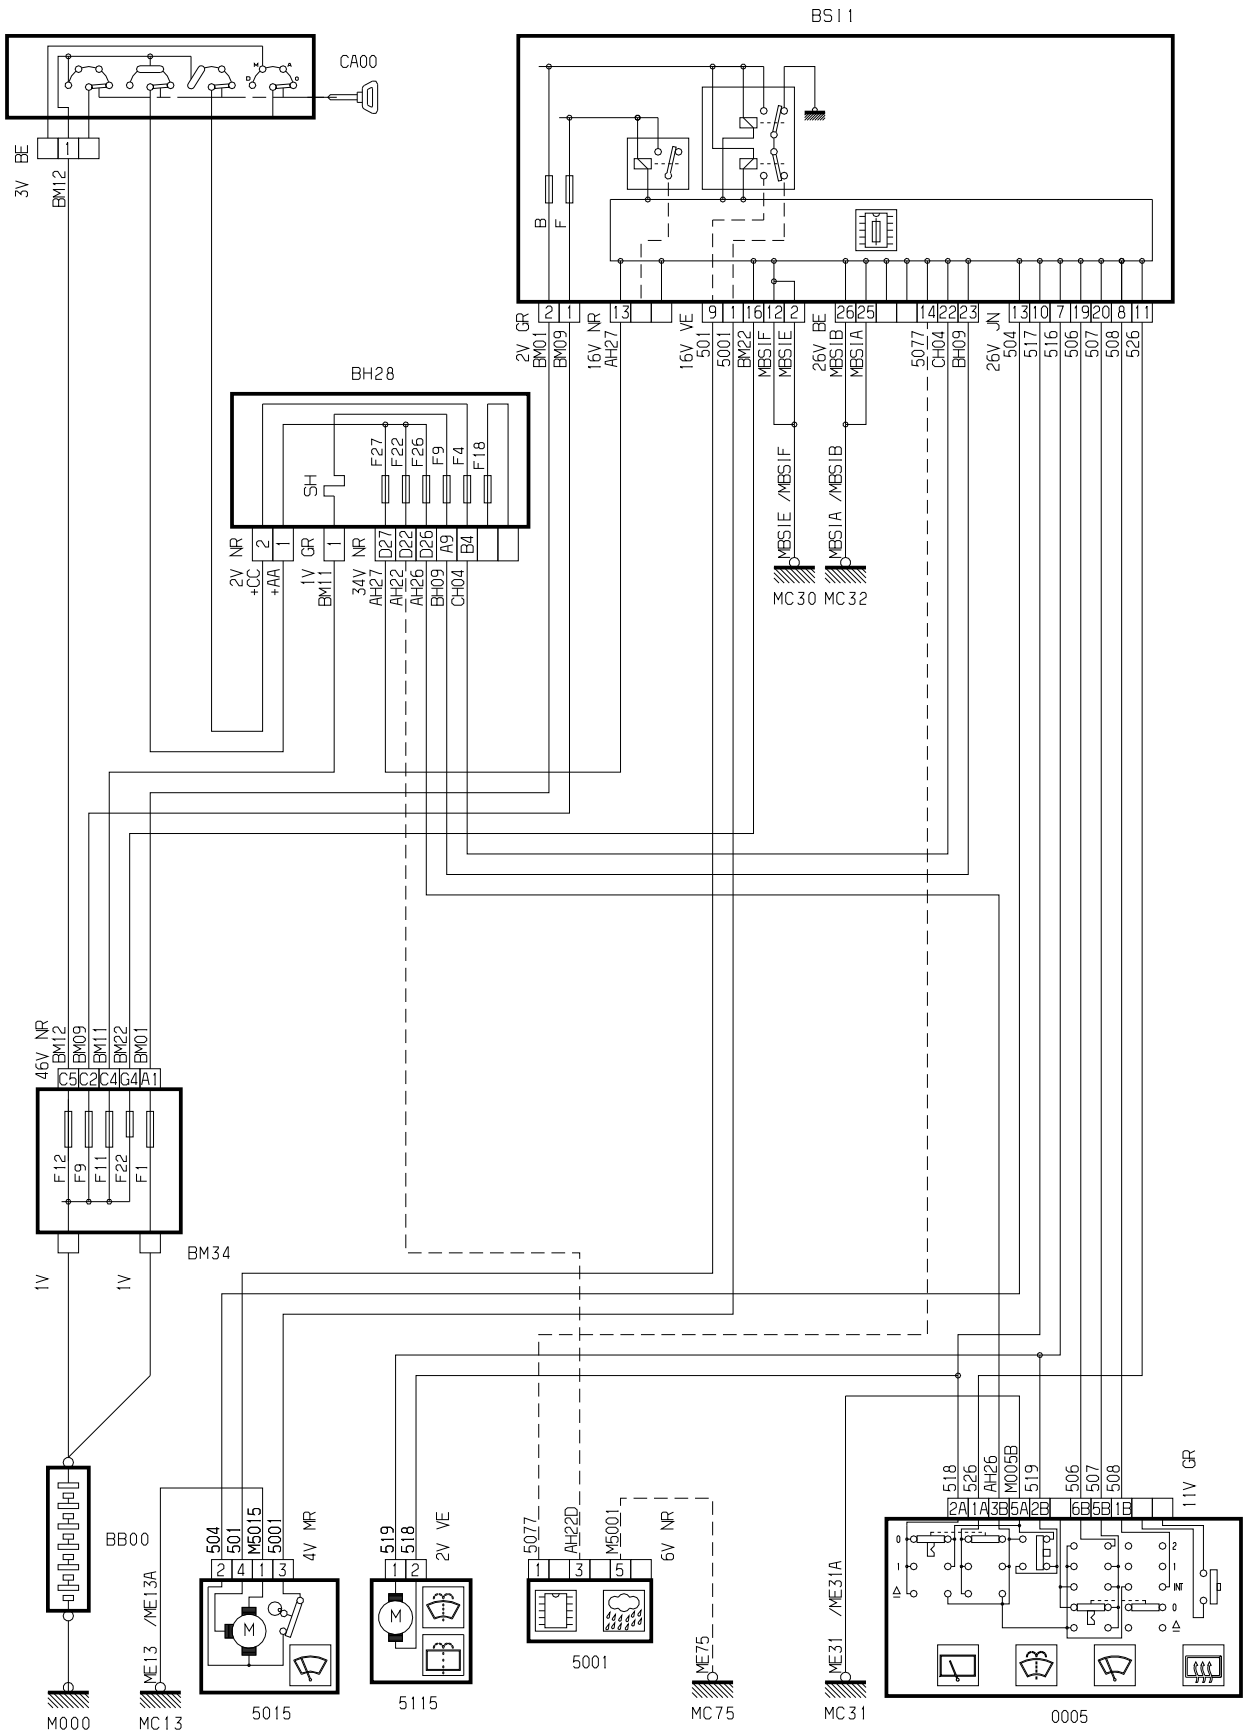 BSI1
CA00
M
A
D
O
3V BE
1
BM12
B
F
2V GR
2
1
BM01
BM09
16V NR
13
AH27
16V VE
9
1
16
12
2
501
5001
BM22
MBSIF
MBSIE
26V BE
26
25
14
22
23
MBSIB
MBSIA
5077
CH04
BH09
26V JN
13
10
7
19
20
8
11
504
517
516
506
507
508
526
BH28
SH
F27
F22
F26
F9
F4
F18
2V NR
2
1
+CC
+AA
1V GR
1
BM11
34V NR
D27
D22
D26
A9
B4
AH27
AH22
AH26
BH09
CH04
MBSIE /MBSIF
MBSIA /MBSIB
MC30
MC32
46V NR
BM12
BM09
BM11
BM22
BM01
C5
C2
C4
G4
A1
F12
F9
F11
F22
F1
BM34
1V
1V
BB00
M000
ME13 /ME13A
MC13
504
501
M5015
5001
4V MR
2
4
1
3
M
5015
519
518
2V VE
1
2
M
5115
5077
AH22D
M5001
6V NR
1
3
5
5001
ME75
MC75
ME31 /ME31A
MC31
518
526
AH26
M005B
519
506
507
508
11V GR
2A
1A
3B
5A
2B
6B
5B
1B
0
1
2
1
INT
0
0005